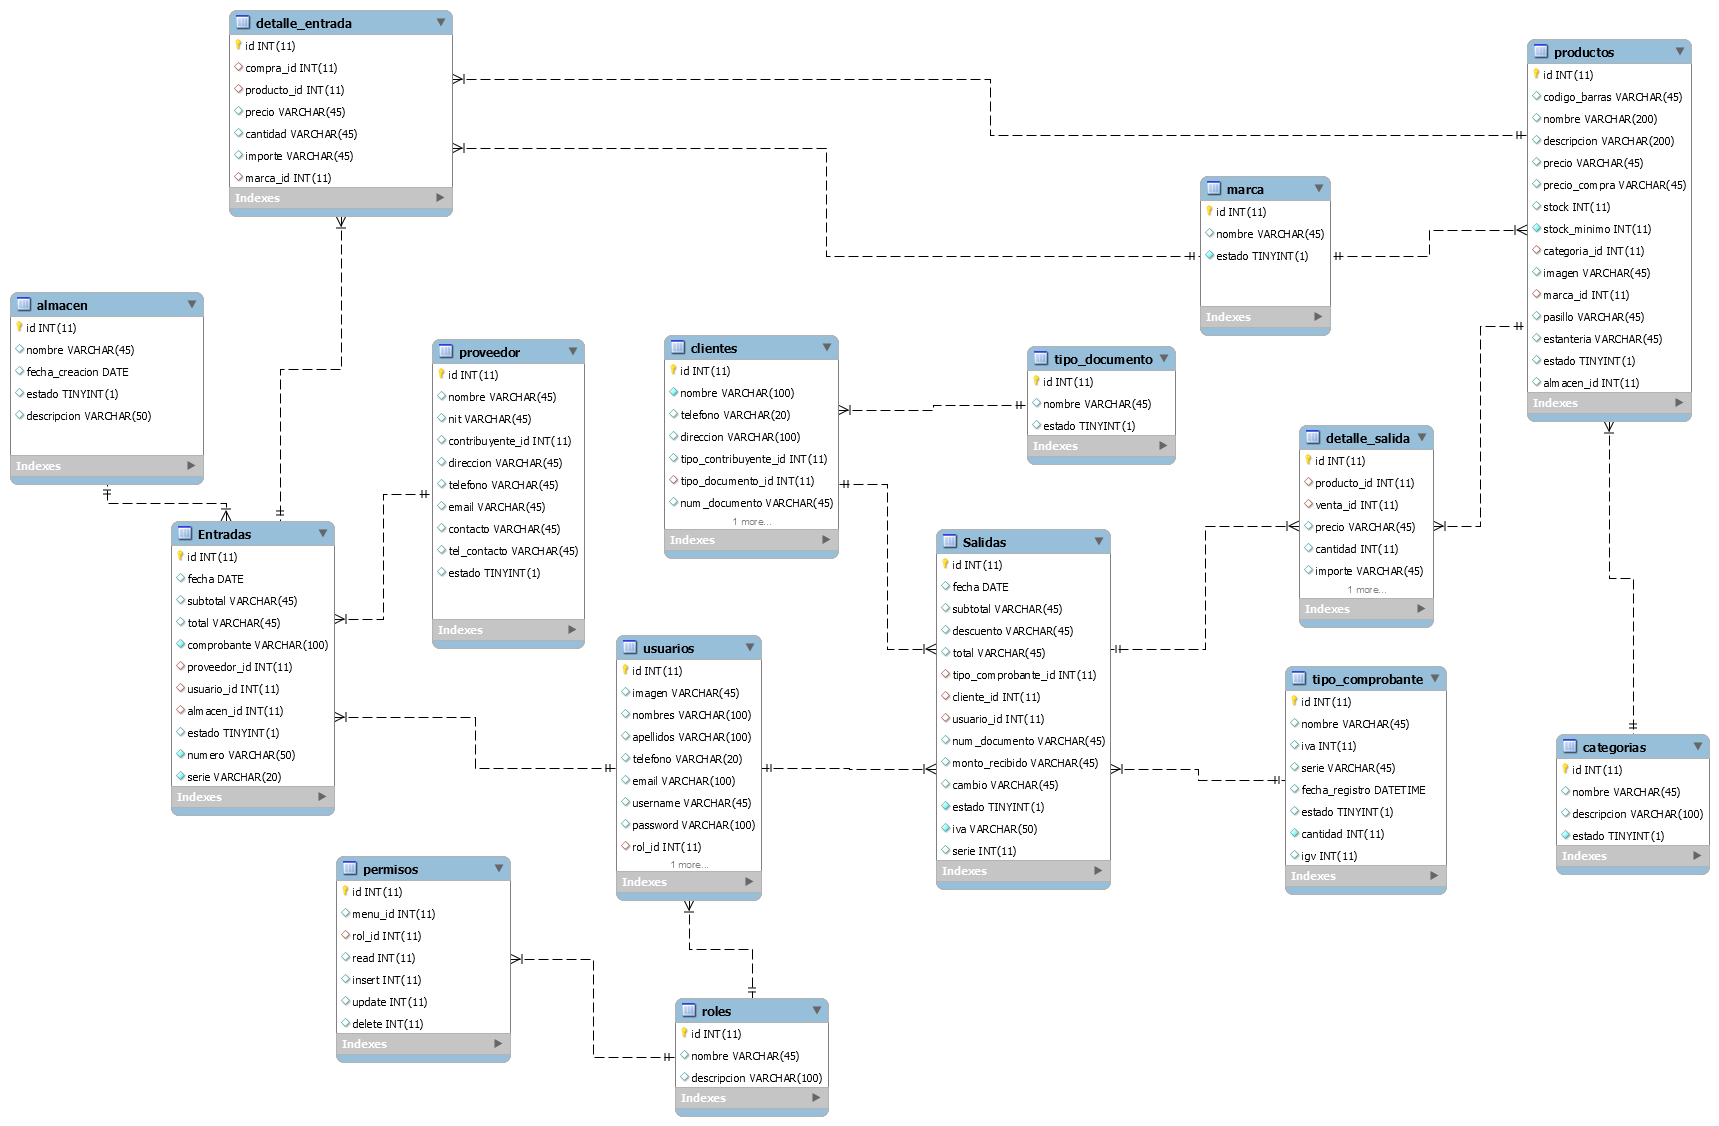 detalle_entrada
id INT(11)
compra_id INT(11)
producto_id INT(11)
precio VARCHAR(45)
cantidad VARCHAR(45)
importe VARCHAR(45)
marca_id INT(11)
Indexes
productos
id INT(11)
codigo_barras VARCHAR(45)
nombre VARCHAR(200)
descripcion VARCHAR(200)
precio VARCHAR(45)
precio_compra VARCHAR(45)
stock INT(11)
stock_minimo INT(11)
categoria_id INT(11)
imagen VARCHAR(45)
marca_id INT(11)
pasillo VARCHAR(45)
estanteria VARCHAR(45)
estado TINYINT(1)
almacen_id INT(11)
Indexes
marca
id INT(11)
nombre VARCHAR(45)
estado TINYINT(1)
Indexes
almacen
id INT(11)
nombre VARCHAR(45)
fecha_creacion DATE
estado TINYINT(1)
descripcion VARCHAR(50)
Indexes
proveedor
id INT(11)
nombre VARCHAR(45)
nit VARCHAR(45)
contribuyente_id INT(11)
direccion VARCHAR(45)
telefono VARCHAR(45)
email VARCHAR(45)
contacto VARCHAR(45)
tel_contacto VARCHAR(45)
estado TINYINT(1)
Indexes
clientes
id INT(11)
nombre VARCHAR(100)
telefono VARCHAR(20)
direccion VARCHAR(100)
tipo_contribuyente_id INT(11)
tipo_documento_id INT(11)
num_documento VARCHAR(45)
1 more...
Indexes
tipo_documento
id INT(11)
nombre VARCHAR(45)
estado TINYINT(1)
Indexes
detalle_salida
id INT(11)
producto_id INT(11)
venta_id INT(11)
precio VARCHAR(45)
cantidad INT(11)
importe VARCHAR(45)
1 more...
Indexes
Entradas
id INT(11)
fecha DATE
subtotal VARCHAR(45)
total VARCHAR(45)
comprobante VARCHAR(100)
proveedor_id INT(11)
usuario_id INT(11)
almacen_id INT(11)
estado TINYINT(1)
numero VARCHAR(50)
serie VARCHAR(20)
Indexes
Salidas
id INT(11)
fecha DATE
subtotal VARCHAR(45)
descuento VARCHAR(45)
total VARCHAR(45)
tipo_comprobante_id INT(11)
cliente_id INT(11)
usuario_id INT(11)
num_documento VARCHAR(45)
monto_recibido VARCHAR(45)
cambio VARCHAR(45)
estado TINYINT(1)
iva VARCHAR(50)
serie INT(11)
Indexes
usuarios
id INT(11)
imagen VARCHAR(45)
nombres VARCHAR(100)
apellidos VARCHAR(100)
telefono VARCHAR(20)
email VARCHAR(100)
username VARCHAR(45)
password VARCHAR(100)
rol_id INT(11)
1 more...
Indexes
tipo_comprobante
id INT(11)
nombre VARCHAR(45)
iva INT(11)
serie VARCHAR(45)
fecha_registro DATETIME
estado TINYINT(1)
cantidad INT(11)
igv INT(11)
Indexes
categorias
id INT(11)
nombre VARCHAR(45)
descripcion VARCHAR(100)
estado TINYINT(1)
Indexes
permisos
id INT(11)
menu_id INT(11)
rol_id INT(11)
read INT(11)
insert INT(11)
update INT(11)
delete INT(11)
Indexes
roles
id INT(11)
nombre VARCHAR(45)
descripcion VARCHAR(100)
Indexes